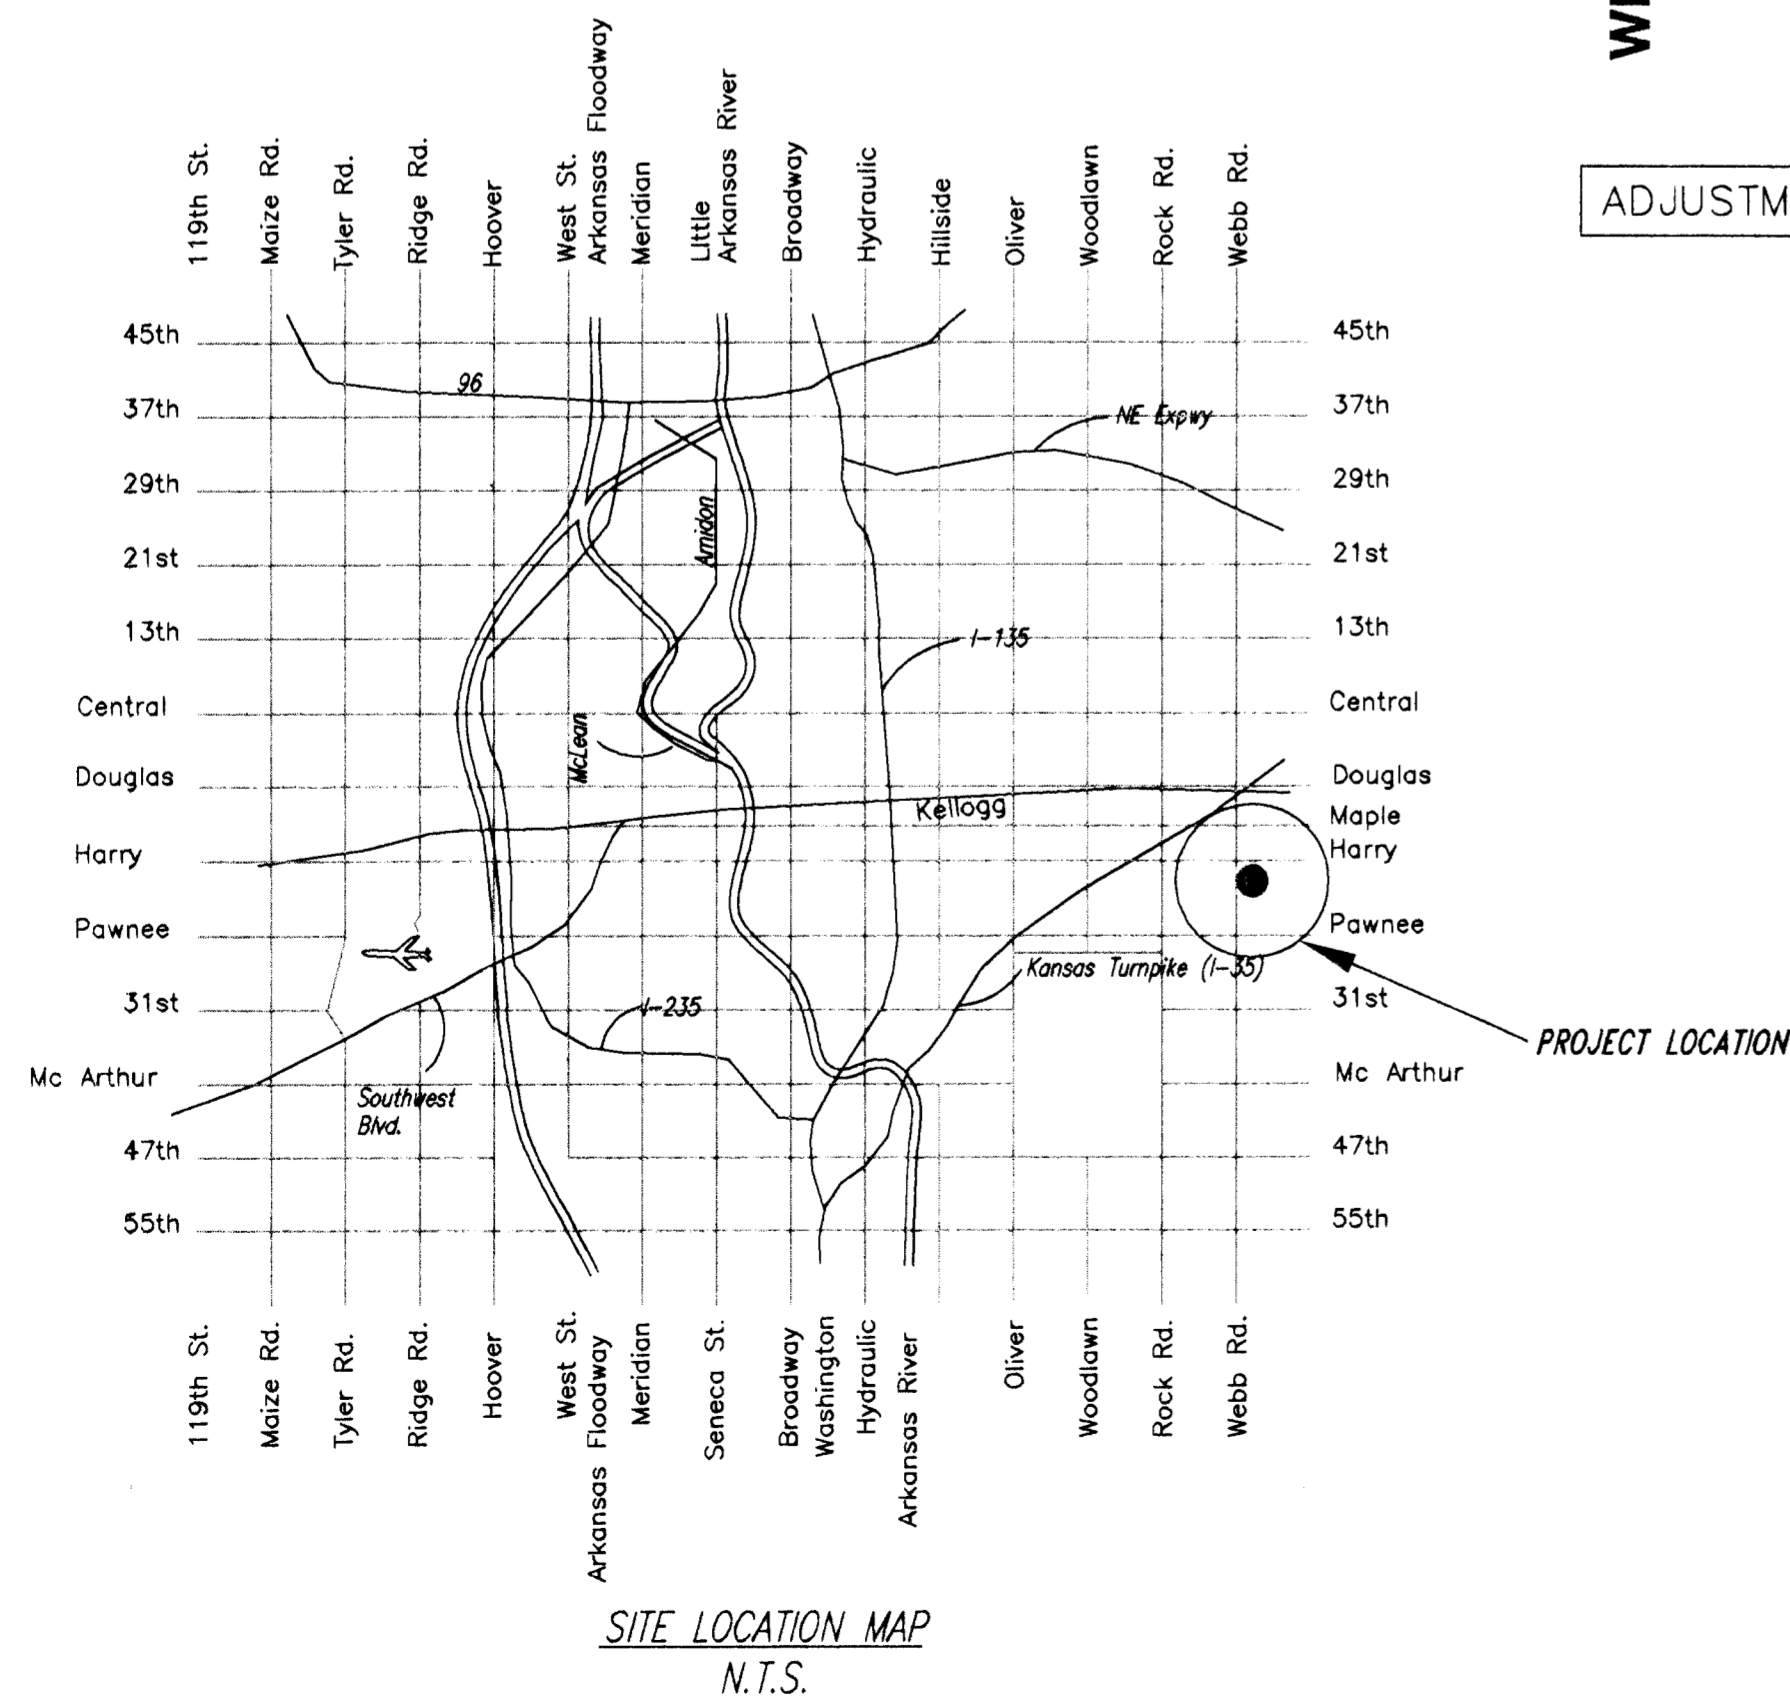 WI
ADJUSTM
119th St.
Maize Rd.
Tyler Rd.
Ridge Rd.
Hoover
West St.
Arkansas Floodway
Meridian
LIttle
Arkansas River
Broadway
Hydraulic
Hillside
Oliver
Woodlawn
Rock Rd.
Webb Rd.
45th
45th
96
37th
37th
NE Expwy
29th
29th
Amidon
21st
21st
13th
13th
I-135
Central
Central
McLean
Douglas
Douglas
Kellogg
Maple
Harry
Harry
Pawnee
Pawnee
Kansas Turnpike (I-35)
31st
31st
I-235
PROJECT LOCATION
Mc Arthur
Mc Arthur
Southwest
Blvd.
47th
47th
55th
55th
119th St.
Maize Rd.
Tyler Rd.
Ridge Rd.
Hoover
West St.
Arkansas Floodway
Meridian
Seneca St.
Broadway
Washington
Hydraulic
Arkansas River
Oliver
Woodlawn
Rock Rd.
Webb Rd.
SITE LOCATION MAP
N.T.S.